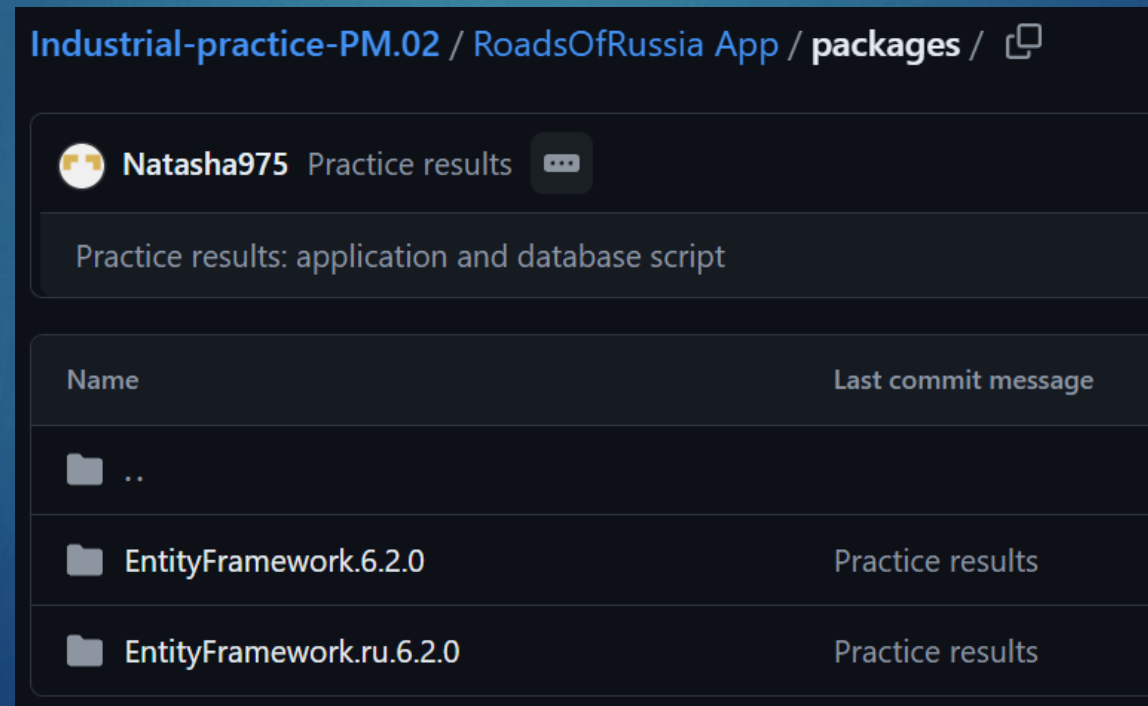 Industrial-practice-PM.02 / RoadsOfRussia App / packages /
Natasha975 Practice results
Practice results: application and database script
Name Last commit message
..
EntityFramework.6.2.0 Practice results
EntityFramework.ru.6.2.0 Practice results